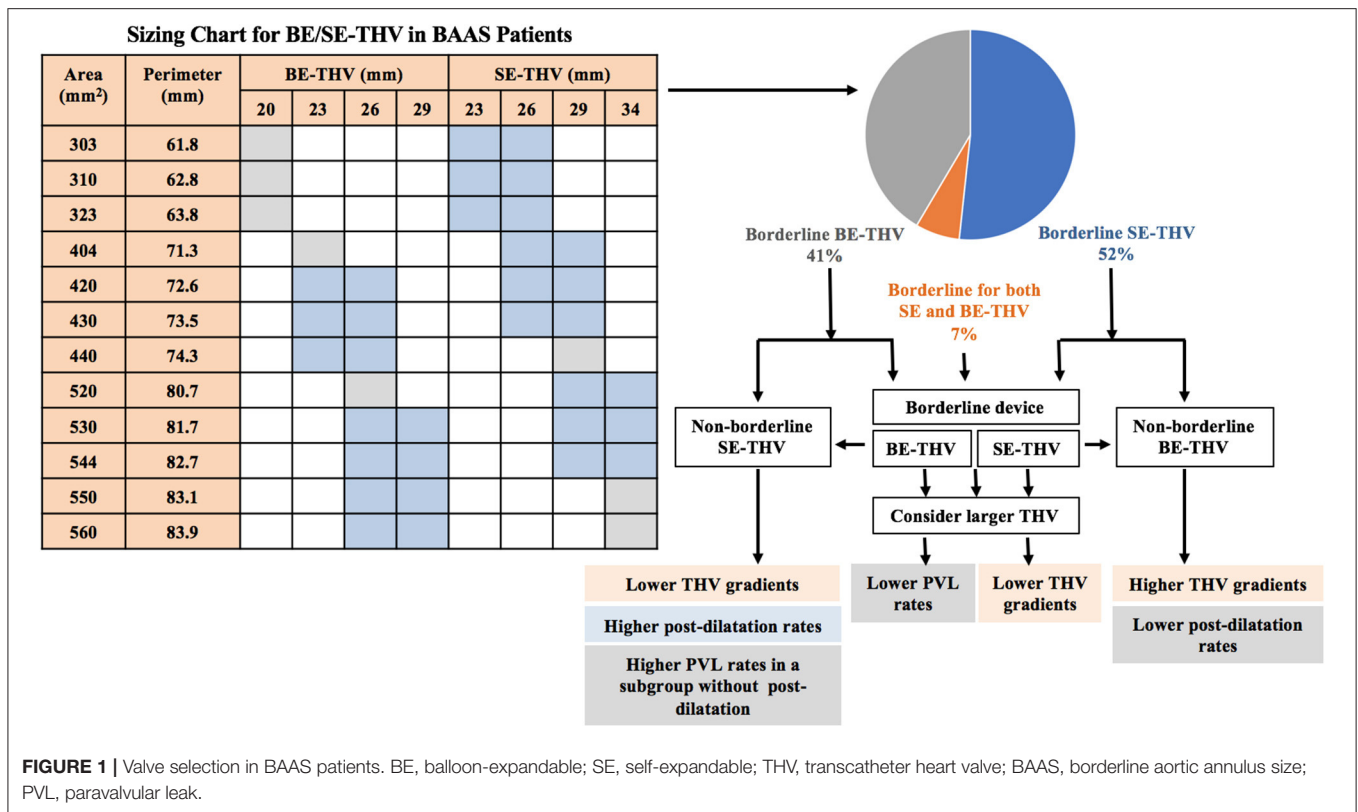 Sizing Chart for BE/SE-THV in BAAS Patients
Area
(mm²)
Perimeter
(mm)
BE-THV (mm)
SE-THV (mm)
20 23 26 29 23 26 29 34
303 61.8
310 62.8
323 63.8
404 71.3
420 72.6
430 73.5
440 74.3
520 80.7
530 81.7
544 82.7
550 83.1
560 83.9
Borderline BE-THV
41%
Borderline SE-THV
52%
Borderline for both
SE and BE-THV
7%
Borderline device
Non-borderline
SE-THV
BE-THV
SE-THV
Non-borderline
BE-THV
Consider larger THV
Lower THV gradients
Higher post-dilatation rates
Higher PVL rates in a
subgroup without post-
dilatation
Lower PVL
rates
Lower THV
gradients
Higher THV gradients
Lower post-dilatation
rates
FIGURE 1 | Valve selection in BAAS patients. BE, balloon-expandable; SE, self-expandable; THV, transcatheter heart valve; BAAS, borderline aortic annulus size;
PVL, paravalvular leak.